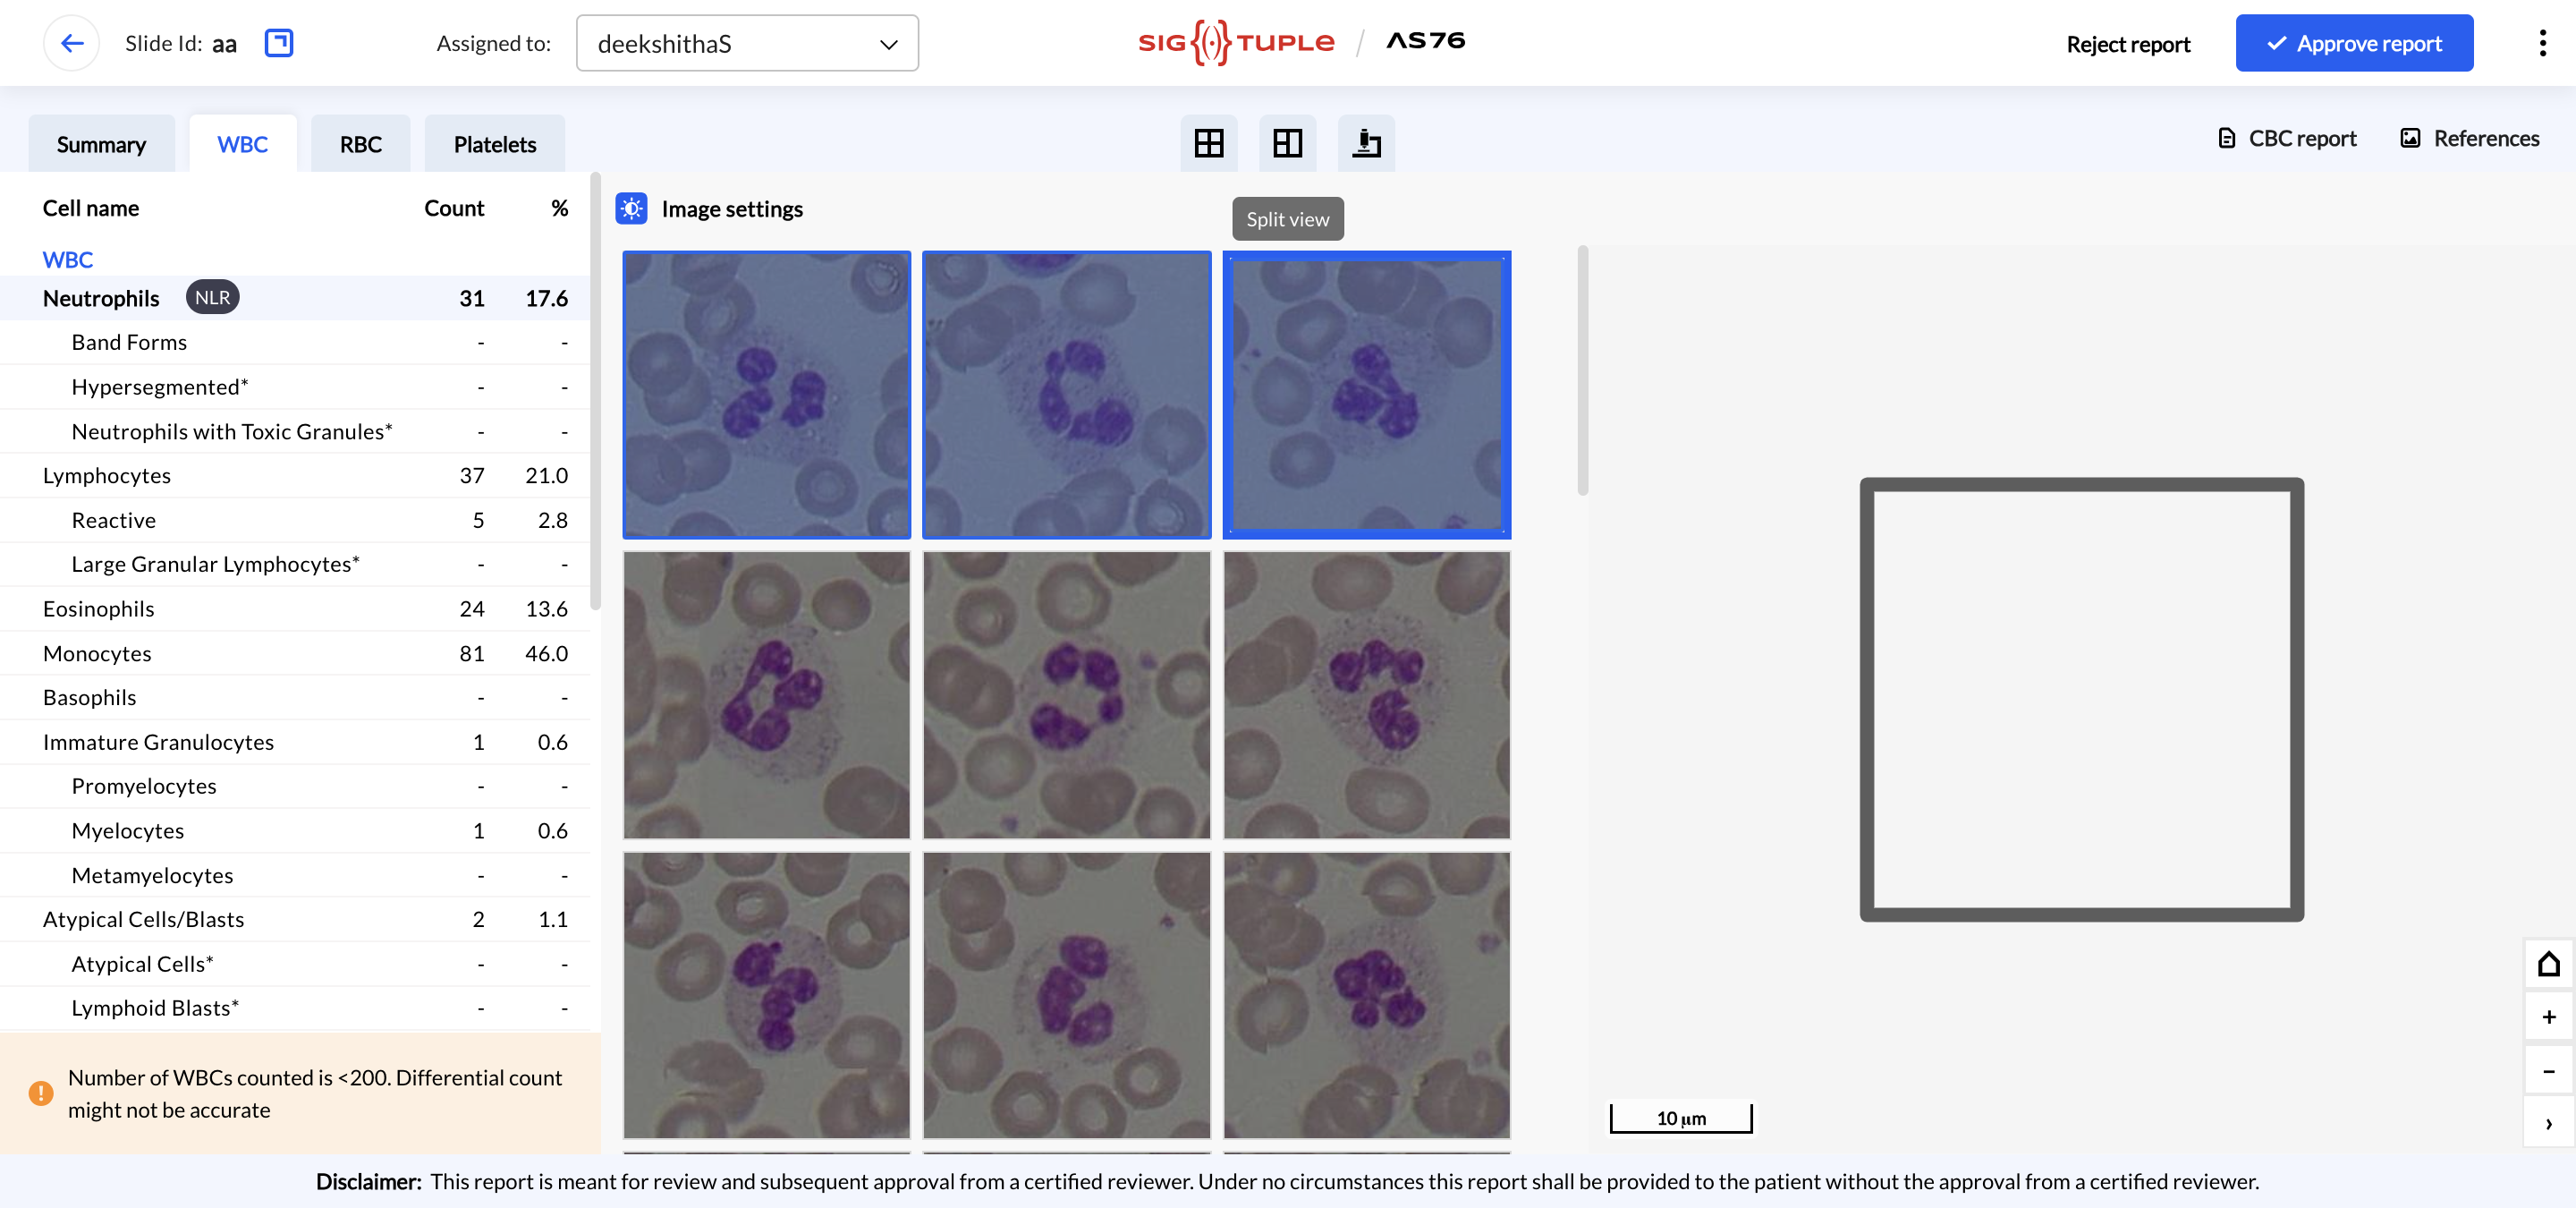 Slide Id: aa
Assigned to: deekshithaS
SIG{(·)}TUPLE / AS76
Reject report
Approve report
Summary
WBC
RBC
Platelets
CBC report
References
Cell name Count %
WBC
Neutrophils NLR 31 17.6
Band Forms - -
Hypersegmented* - -
Neutrophils with Toxic Granules* - -
Lymphocytes 37 21.0
Reactive 5 2.8
Large Granular Lymphocytes* - -
Eosinophils 24 13.6
Monocytes 81 46.0
Basophils - -
Immature Granulocytes 1 0.6
Promyelocytes - -
Myelocytes 1 0.6
Metamyelocytes - -
Atypical Cells/Blasts 2 1.1
Atypical Cells* - -
Lymphoid Blasts* - -
Number of WBCs counted is <200. Differential count
might not be accurate
Image settings
Split view
10 μm
Disclaimer: This report is meant for review and subsequent approval from a certified reviewer. Under no circumstances this report shall be provided to the patient without the approval from a certified reviewer.